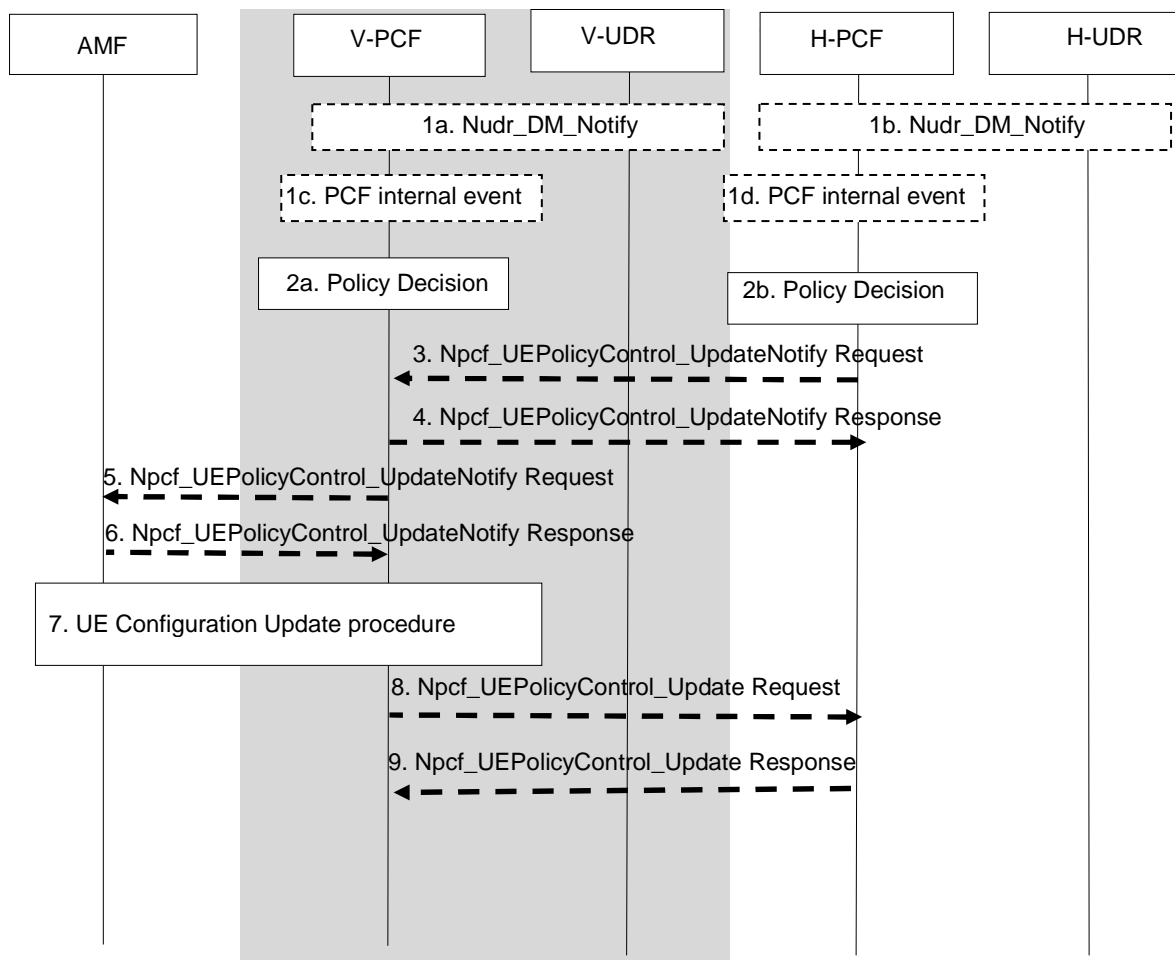 AMF
V-PCF
V-UDR
H-PCF
H-UDR
1a. Nudr_DM_Notify
1b. Nudr_DM_Notify
1c. PCF internal event
1d. PCF internal event
2a. Policy Decision
2b. Policy Decision
3. Npcf_UEPolicyControl_UpdateNotify Request
4. Npcf_UEPolicyControl_UpdateNotify Response
5. Npcf_UEPolicyControl_UpdateNotify Request
6. Npcf_UEPolicyControl_UpdateNotify Response
7. UE Configuration Update procedure
8. Npcf_UEPolicyControl_Update Request
9. Npcf_UEPolicyControl_Update Response